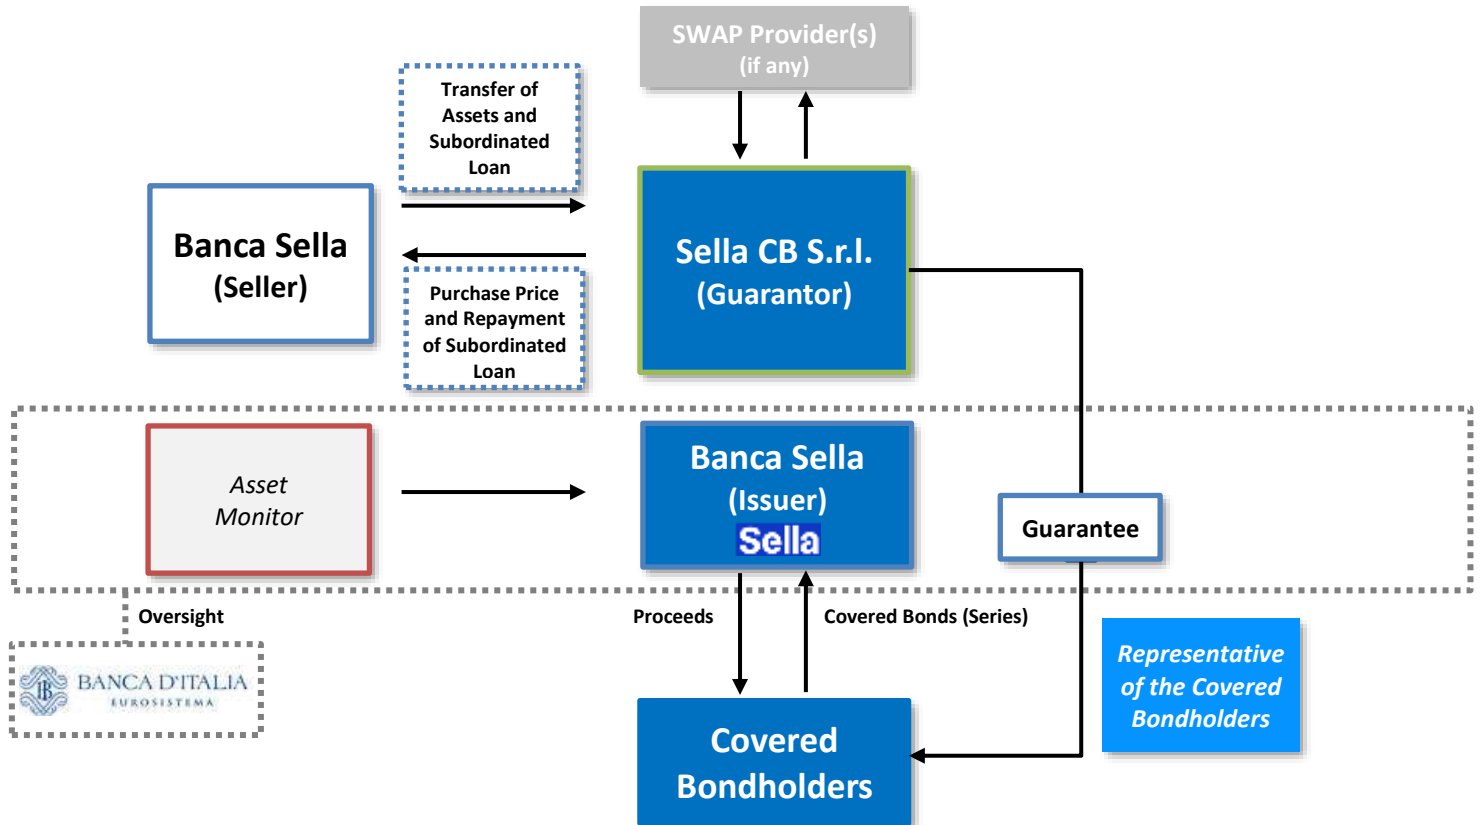 SWAP Provider(s)
(if any)
Transfer of
Assets and
Subordinated
Loan
Banca Sella
(Seller)
Sella CB S.r.l.
(Guarantor)
Purchase Price
and Repayment
of Subordinated
Loan
Asset
Monitor
Banca Sella
(Issuer)
Sella
Guarantee
Oversight
Proceeds
Covered Bonds (Series)
BANCA D'ITALIA
EUROSISTEMA
Representative
of the Covered
Bondholders
Covered
Bondholders